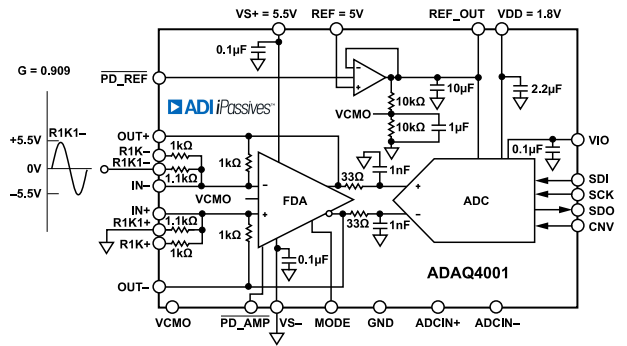 VS+ = 5.5V REF = 5V REF_OUT VDD = 1.8V
0.1µF
G = 0.909
PD_REF
10µF
2.2µF
ADI iPassives™
10kΩ
VCMO
10kΩ
1µF
+5.5V
R1K1–
0V
–5.5V
OUT+
R1K–
1kΩ
R1K1–
1.1kΩ
IN–
1kΩ
VCMO
–
+
FDA
33Ω
1nF
33Ω
1nF
+
–
ADC
0.1µF
VIO
SDI
SCK
SDO
CNV
IN+
1.1kΩ
R1K1+
R1K+
1kΩ
1kΩ
0.1µF
OUT–
ADAQ4001
VCMO PD_AMP VS– MODE GND ADCIN+ ADCIN–